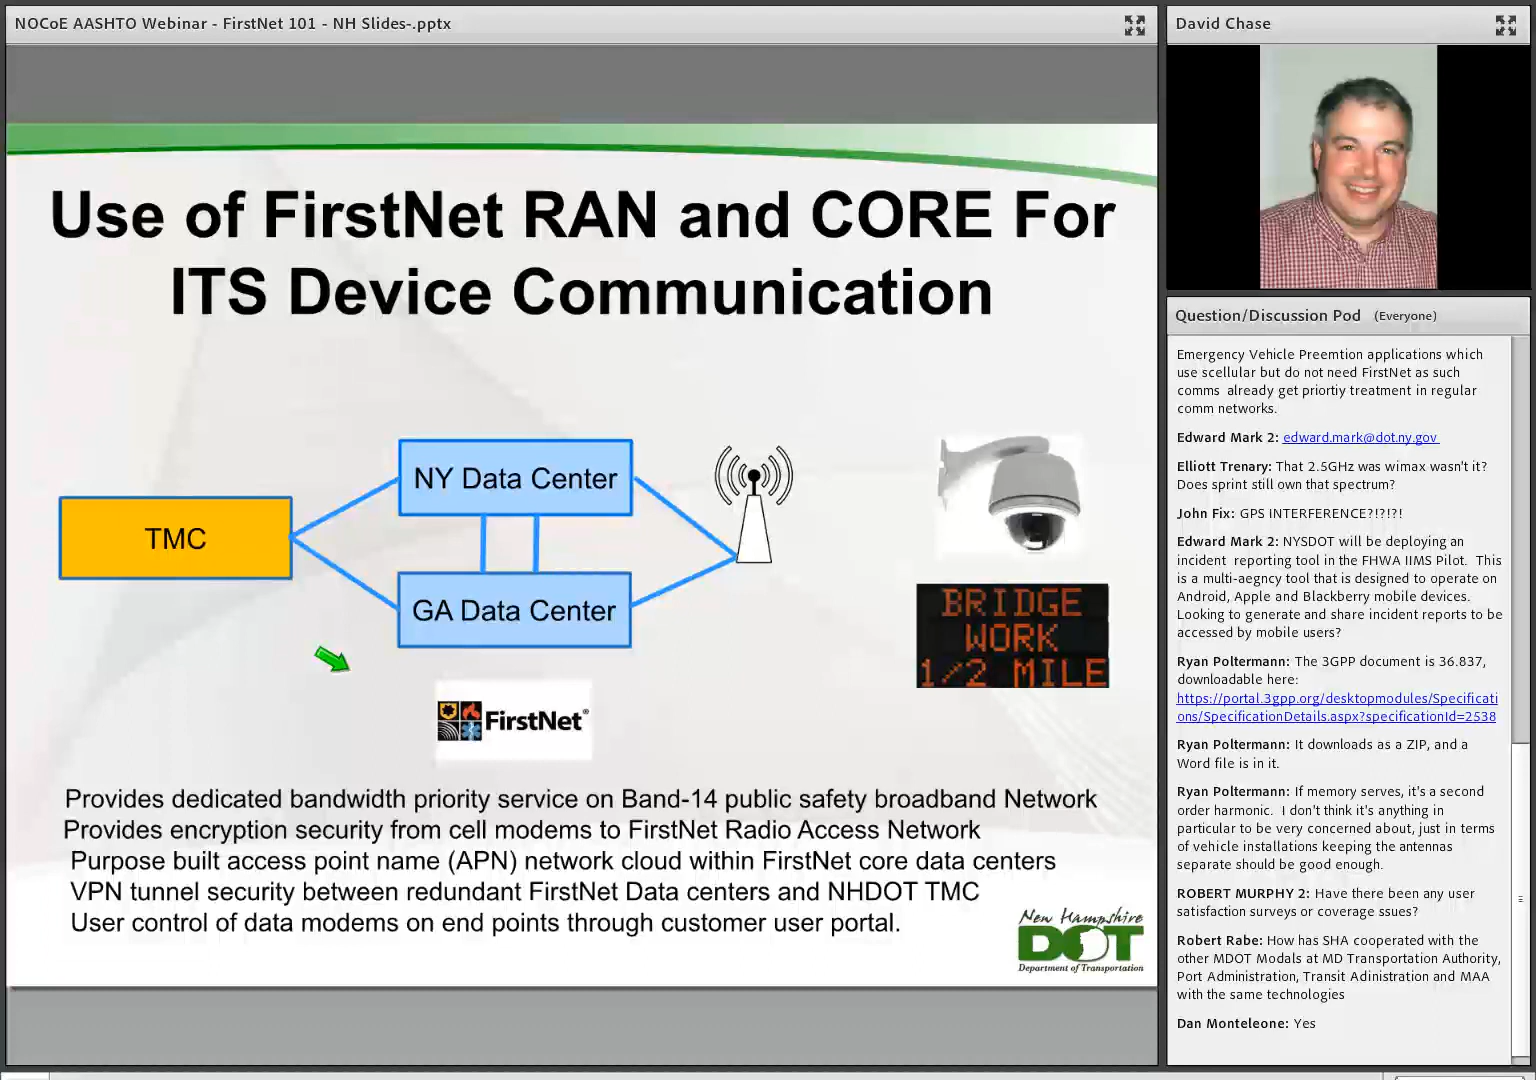 NOCoE AASHTO Webinar - FirstNet 101 - NH Slides-.pptx
Use of FirstNet RAN and CORE For
ITS Device Communication
TMC
NY Data Center
GA Data Center
BRIDGE
WORK
1/2 MILE
FirstNet®
Provides dedicated bandwidth priority service on Band-14 public safety broadband Network
Provides encryption security from cell modems to FirstNet Radio Access Network
Purpose built access point name (APN) network cloud within FirstNet core data centers
VPN tunnel security between redundant FirstNet Data centers and NHDOT TMC
User control of data modems on end points through customer user portal.
New Hampshire
DOT
Department of Transportation
David Chase
Question/Discussion Pod (Everyone)
Emergency Vehicle Preemtion applications which
use scellular but do not need FirstNet as such
comms already get priortiy treatment in regular
comm networks.
Edward Mark 2: edward.mark@dot.ny.gov
Elliott Trenary: That 2.5GHz was wimax wasn't it?
Does sprint still own that spectrum?
John Fix: GPS INTERFERENCE?!?!?!
Edward Mark 2: NYSDOT will be deploying an
incident reporting tool in the FHWA IIMS Pilot. This
is a multi-aegncy tool that is designed to operate on
Android, Apple and Blackberry mobile devices.
Looking to generate and share incident reports to be
accessed by mobile users?
Ryan Poltermann: The 3GPP document is 36.837,
downloadable here:
https://portal.3gpp.org/desktopmodules/Specificati
ons/SpecificationDetails.aspx?specificationId=2538
Ryan Poltermann: It downloads as a ZIP, and a
Word file is in it.
Ryan Poltermann: If memory serves, it's a second
order harmonic. I don't think it's anything in
particular to be very concerned about, just in terms
of vehicle installations keeping the antennas
separate should be good enough.
ROBERT MURPHY 2: Have there been any user
satisfaction surveys or coverage ssues?
Robert Rabe: How has SHA cooperated with the
other MDOT Modals at MD Transportation Authority,
Port Administration, Transit Adinistration and MAA
with the same technologies
Dan Monteleone: Yes